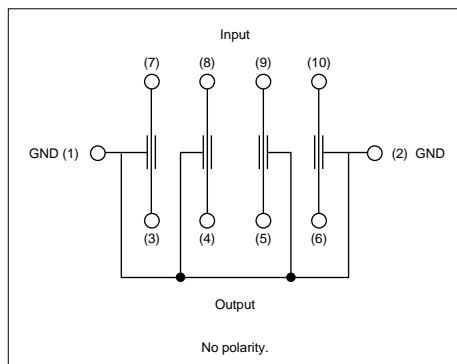 Input
(7) (8) (9) (10)
GND (1) (2) GND
(3) (4) (5) (6)
Output
No polarity.